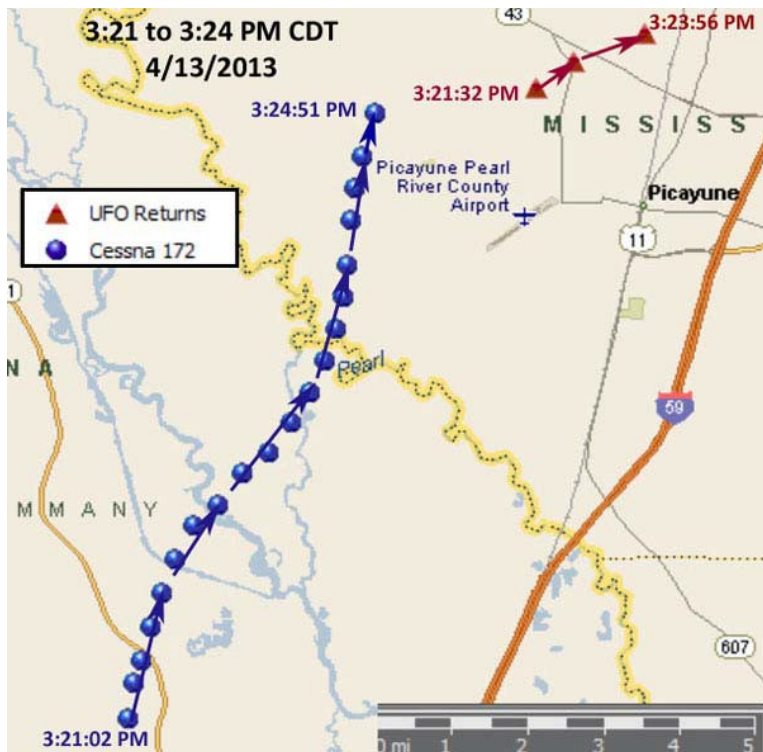 3:21 to 3:24 PM CDT
4/13/2013
43
3:23:56 PM
3:21:32 PM
3:24:51 PM
MISSISS
Picayune Pearl
River County
Airport
Picayune
UFO Returns
Cessna 172
11
1
NA
Pearl
59
MMANY
607
3:21:02 PM
0 mi 1 2 3 4 5